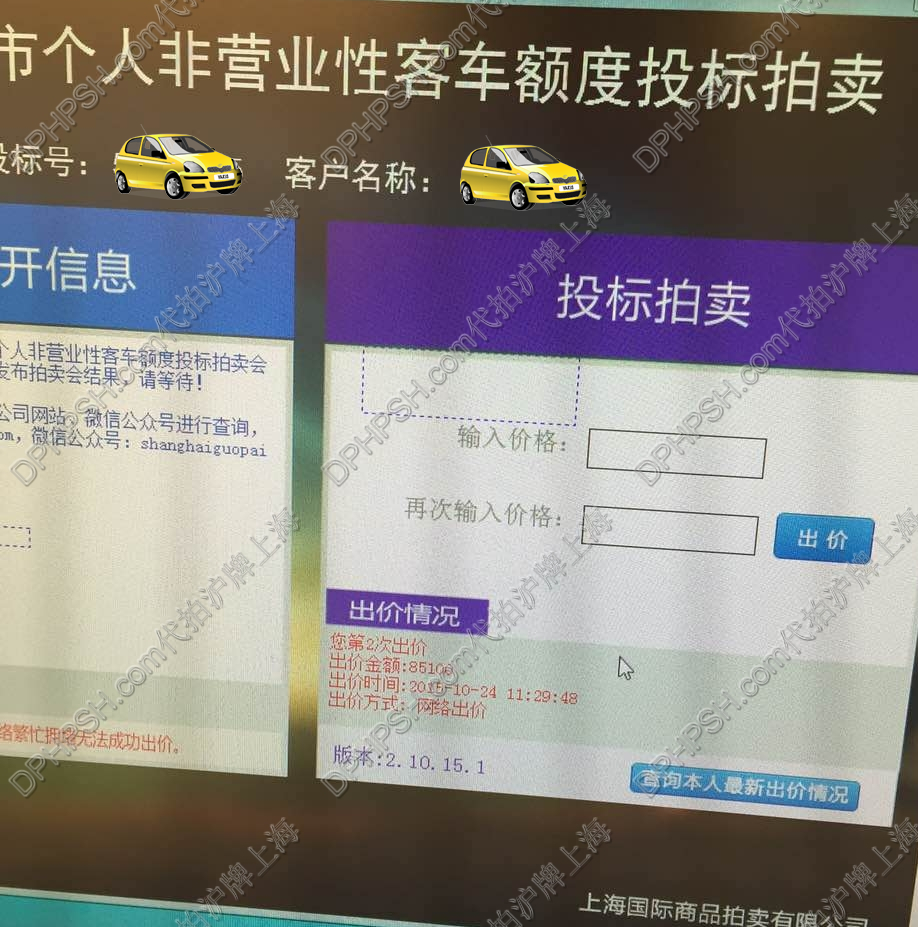 市个人非营业性客车额度投标拍卖
投标号：
客户名称：
开信息
投标拍卖
个人非营业性客车额度投标拍卖会
发布拍卖会结果，请等待！
公司网站、微信公众号进行查询，
om，微信公众号：shanghaiguopai
输入价格：
再次输入价格：
出价
出价情况
您第2次出价
出价金额:85100
出价时间:2015-10-24 11:29:48
出价方式：网络出价
络繁忙拥堵无法成功出价。
版本:2.10.15.1
查询本人最新出价情况
上海国际商品拍卖有限公司
DPHPSH.com代拍沪牌上海